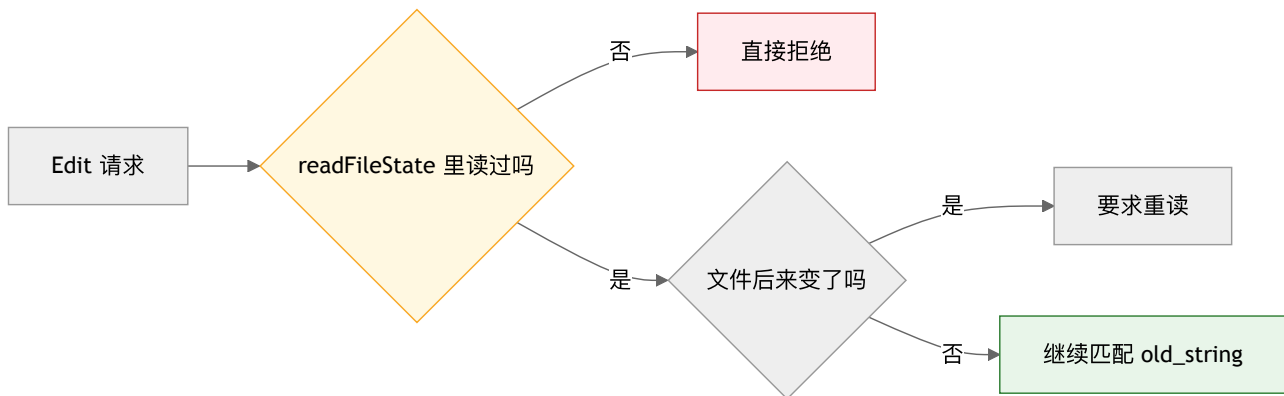 Edit 请求
readFileState 里读过吗
否
直接拒绝
是
文件后来变了吗
是
要求重读
否
继续匹配 old_string